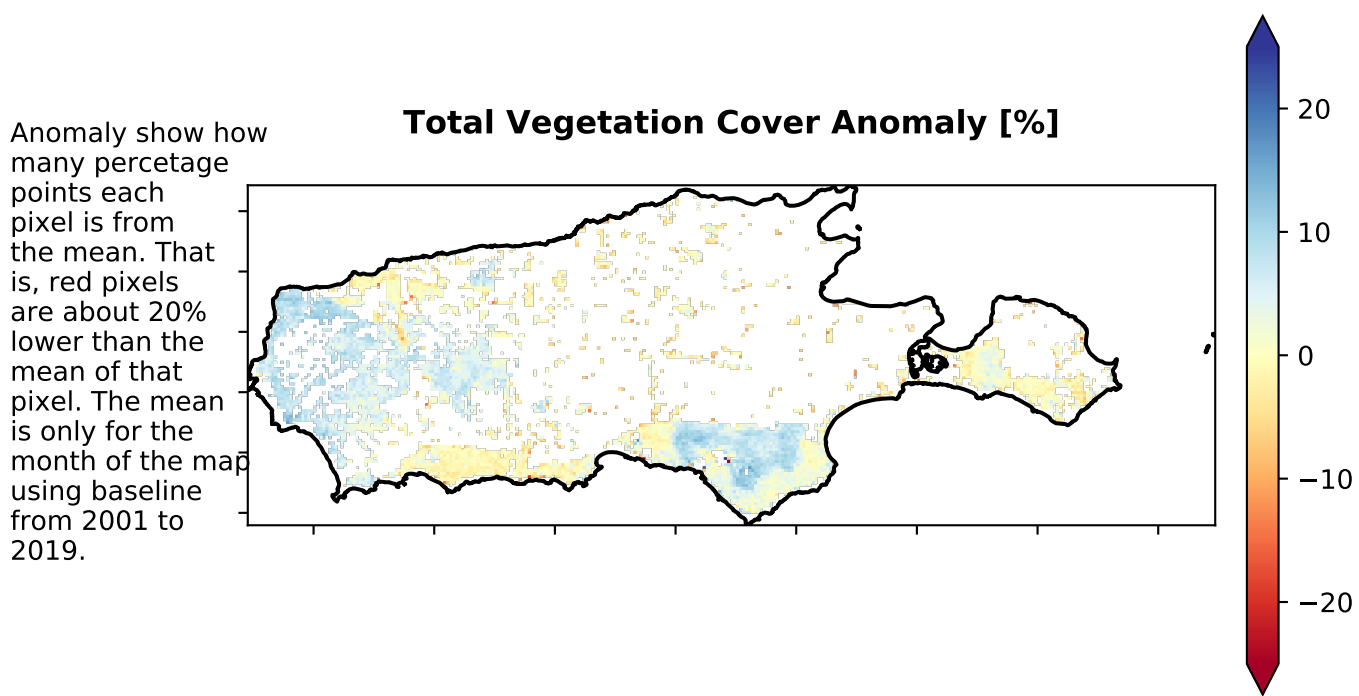 Total Vegetation Cover Anomaly [%]
Anomaly show how
many percetage
points each
pixel is from
the mean. That
is, red pixels
are about 20%
lower than the
mean of that
pixel. The mean
is only for the
month of the map
using baseline
from 2001 to
2019.
20
10
0
−10
−20